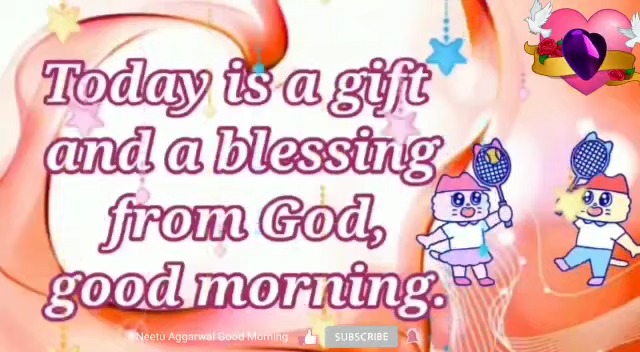 Today is a gift
and a blessing
from God,
good morning.
Neetu Aggarwal Good Morning
SUBSCRIBE